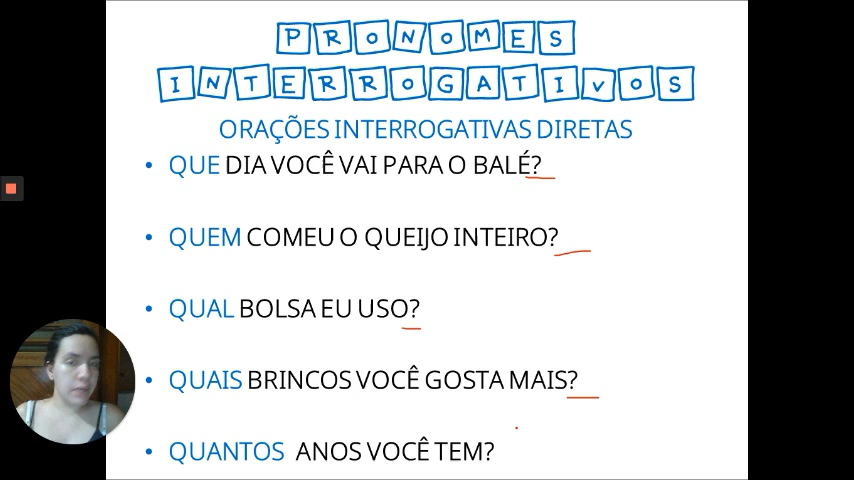 PRONOMES
INTERROGATIVOS
ORAÇÕES INTERROGATIVAS DIRETAS
• QUE DIA VOCÊ VAI PARA O BALÉ?
• QUEM COMEU O QUEIJO INTEIRO?
• QUAL BOLSA EU USO?
• QUAIS BRINCOS VOCÊ GOSTA MAIS?
• QUANTOS ANOS VOCÊ TEM?